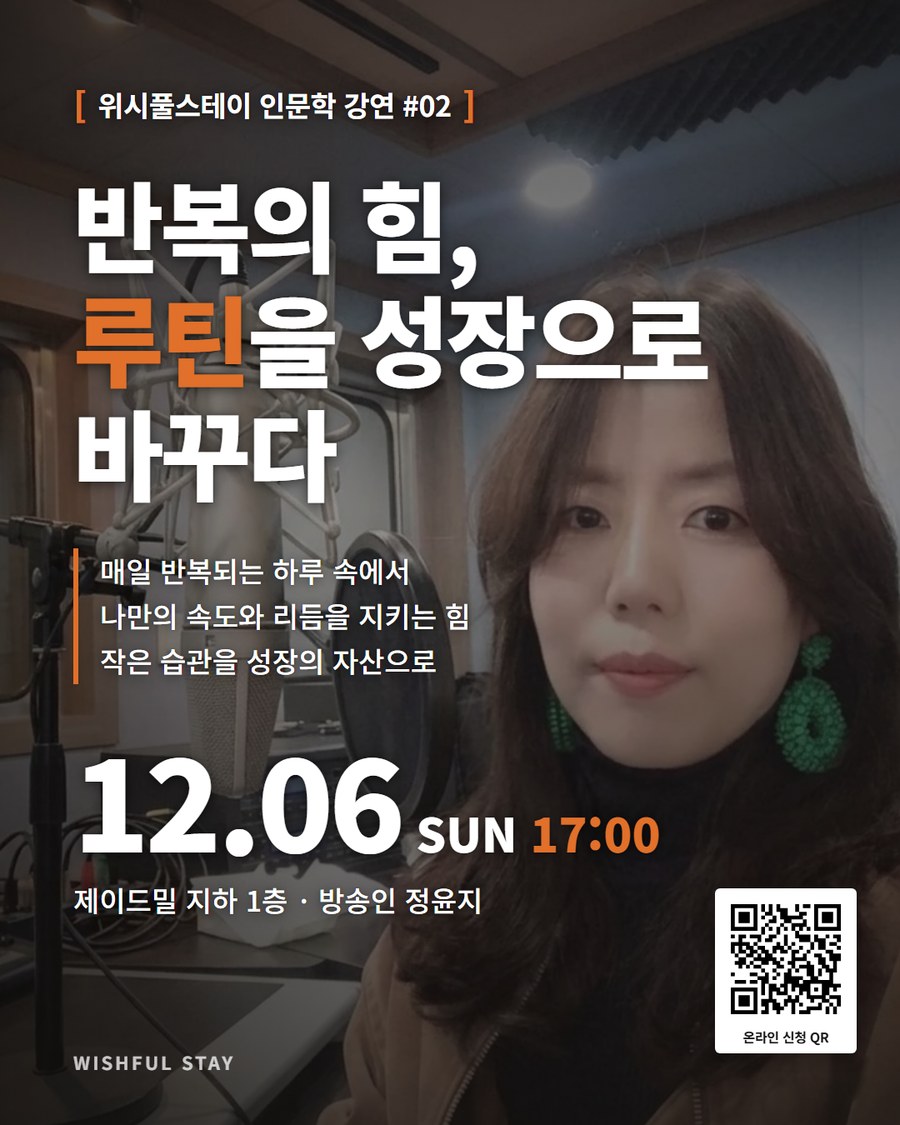 [ 위시풀스테이 인문학 강연 #02 ]
반복의 힘,
루틴을 성장으로
바꾸다
매일 반복되는 하루 속에서
나만의 속도와 리듬을 지키는 힘
작은 습관을 성장의 자산으로
12.06 SUN 17:00
제이드밀 지하 1층 · 방송인 정윤지
온라인 신청 QR
WISHFUL STAY